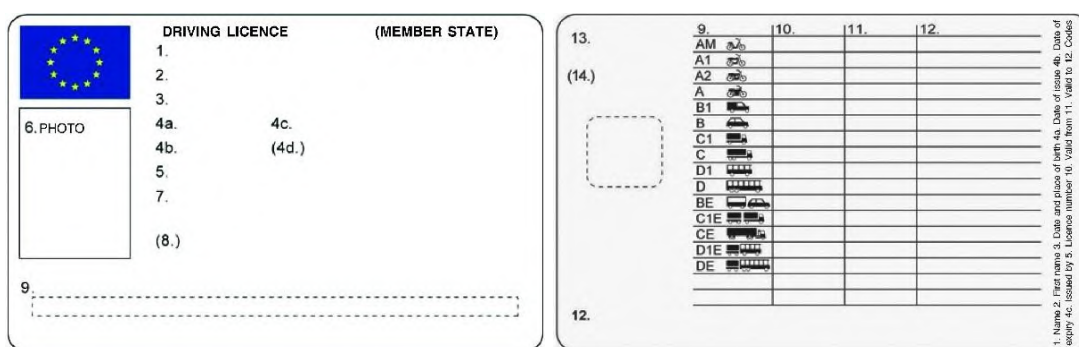 DRIVING LICENCE (MEMBER STATE)
1.
2.
3.
6. PHOTO
4a. 4c.
4b. (4d.)
5.
7.
(8.)
9.
13.
(14.)
9. 10. 11. 12.
AM
A1
A2
A
B1
B
C1
C
D1
D
BE
C1E
CE
D1E
DE
12.
1. Name 2. First name 3. Date and place of birth 4a. Date of issue 4b. Date of
expiry 4c. Issued by 5. Licence number 10. Valid from 11. Valid to 12. Codes